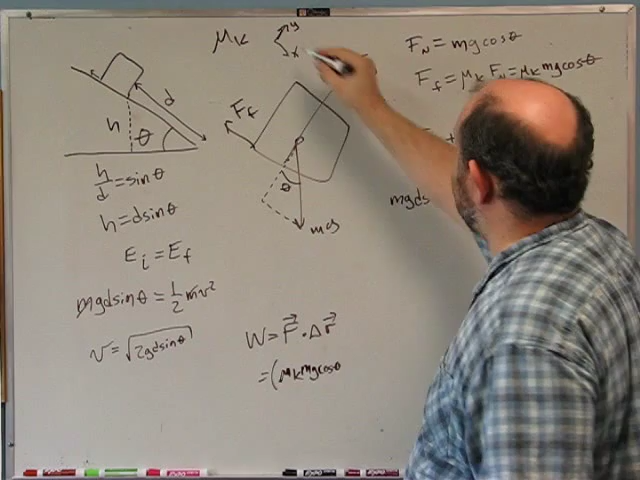 μk
y
x
h
d
θ
Ff
θ
mg
h/d = sinθ
h = dsinθ
Ei = Ef
mgdsinθ = 1/2 mv²
v = √2gdsinθ
W = F⃗ · Δr⃗
= (μkmgcosθ
FN = mgcosθ
Ff = μk FN = μkmgcosθ
mgds